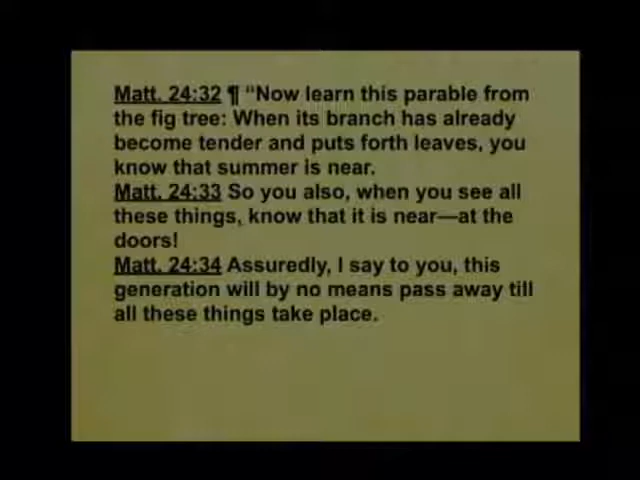 Matt. 24:32 ¶ “Now learn this parable from
the fig tree: When its branch has already
become tender and puts forth leaves, you
know that summer is near.
Matt. 24:33 So you also, when you see all
these things, know that it is near—at the
doors!
Matt. 24:34 Assuredly, I say to you, this
generation will by no means pass away till
all these things take place.